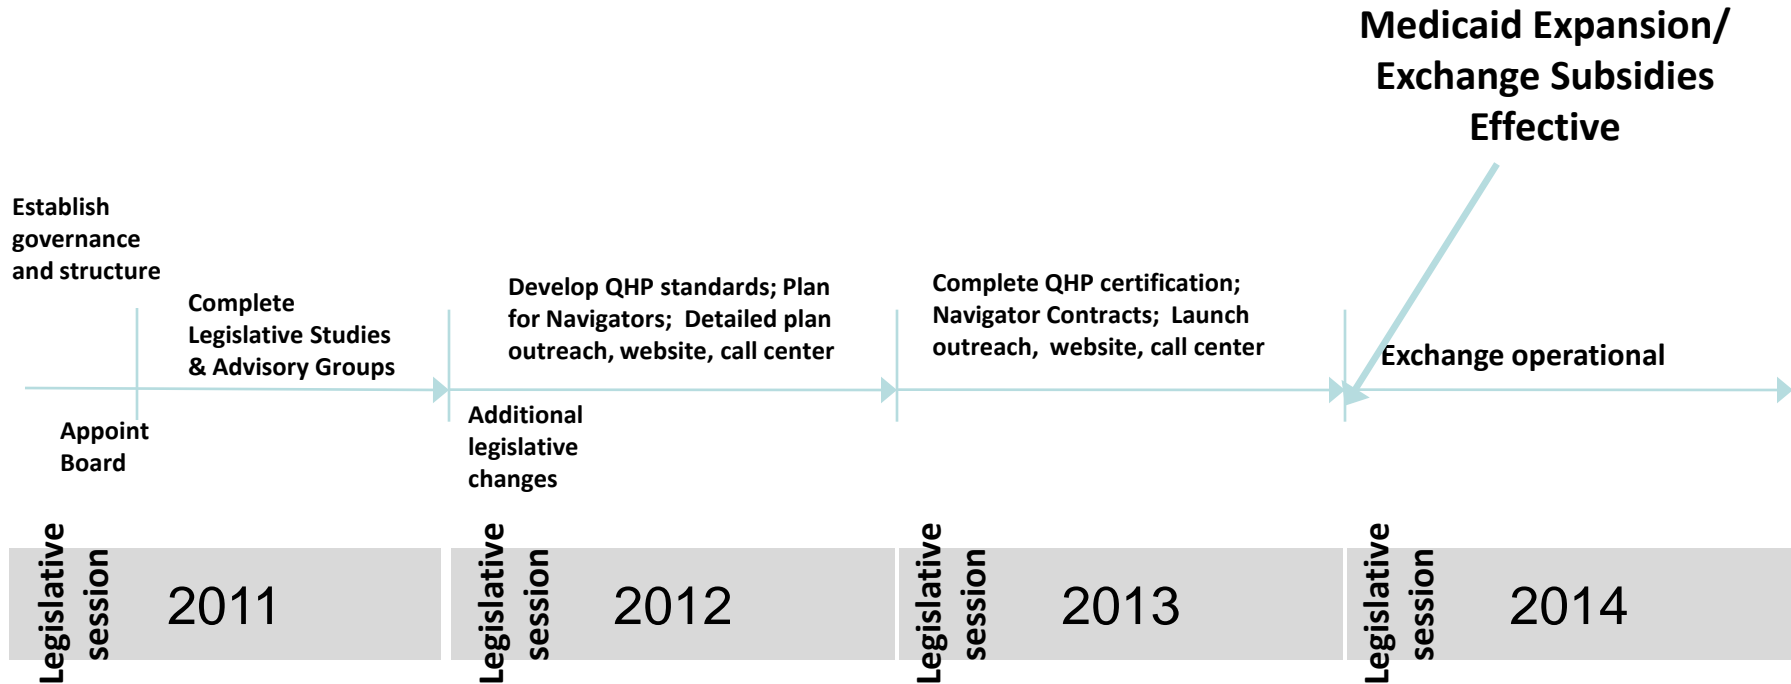 Medicaid Expansion/
Exchange Subsidies
Effective
Establish
governance
and structure
Complete
Legislative Studies
& Advisory Groups
Develop QHP standards; Plan
for Navigators;  Detailed plan
outreach, website, call center
Complete QHP certification;
Navigator Contracts;  Launch
outreach,  website, call center
Exchange operational
Appoint
Board
Additional
legislative
changes
Legislative
session
2011
Legislative
session
2012
Legislative
session
2013
Legislative
session
2014